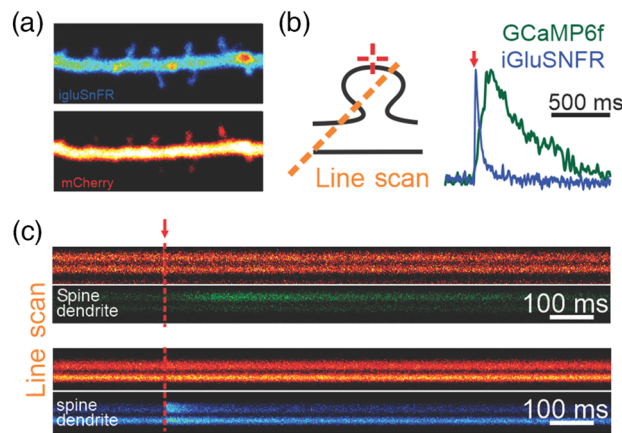 (a)
igluSnFR
mCherry
(b)
Line scan
GCaMP6f
iGluSNFR
500 ms
(c)
Line scan
Spine
dendrite
100 ms
spine
dendrite
100 ms